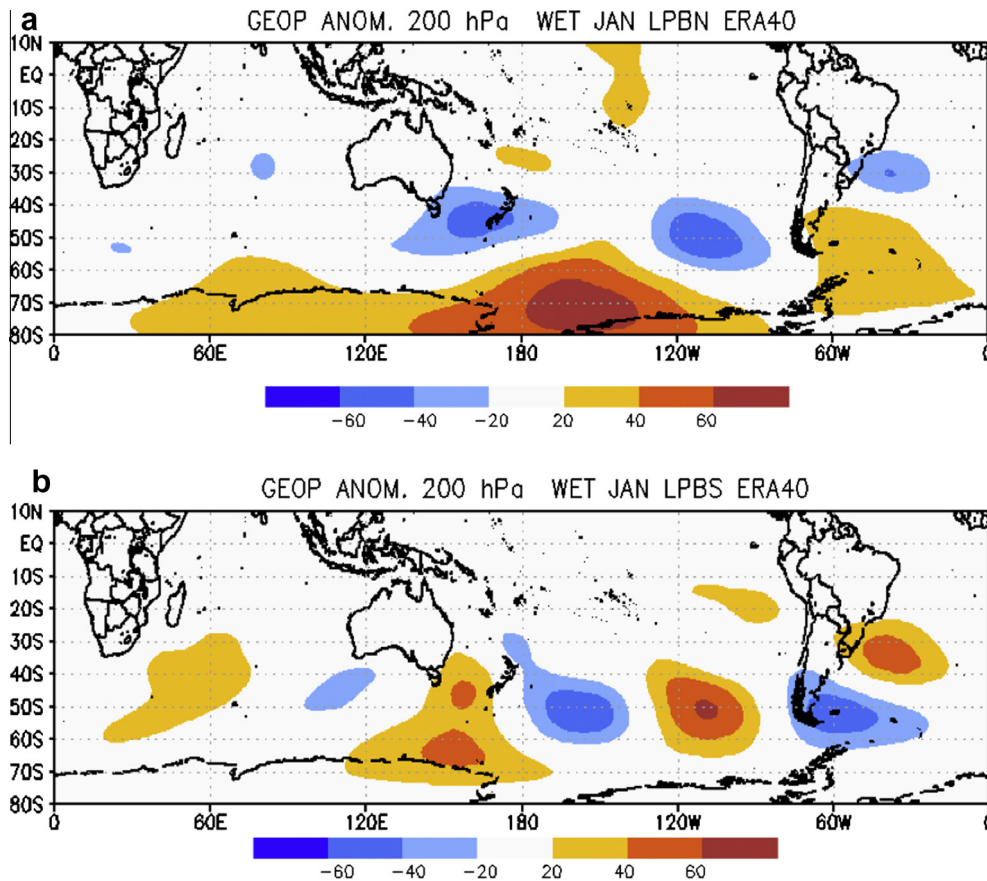 a
GEOP ANOM. 200 hPa WET JAN LPBN ERA40
10N
EQ
10S
20S
30S
40S
50S
60S
70S
80S
0 60E 120E 180 120W 60W 0
-60 -40 -20 20 40 60
b
GEOP ANOM. 200 hPa WET JAN LPBS ERA40
10N
EQ
10S
20S
30S
40S
50S
60S
70S
80S
0 60E 120E 180 120W 60W 0
-60 -40 -20 20 40 60